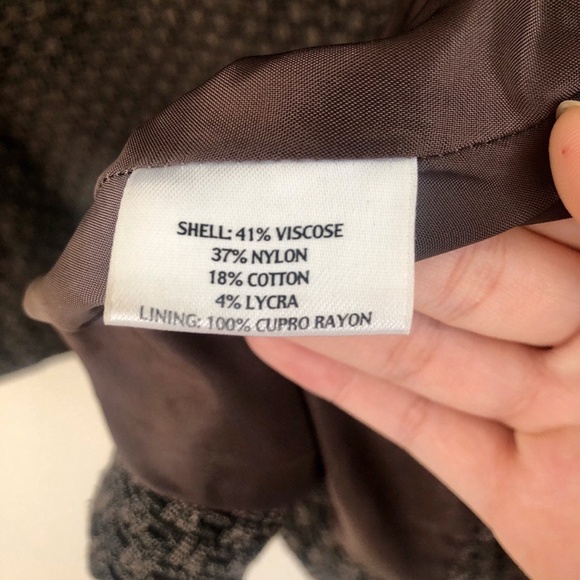 SHELL: 41% VISCOSE
37% NYLON
18% COTTON
4% LYCRA
LINING: 100% CUPRO RAYON